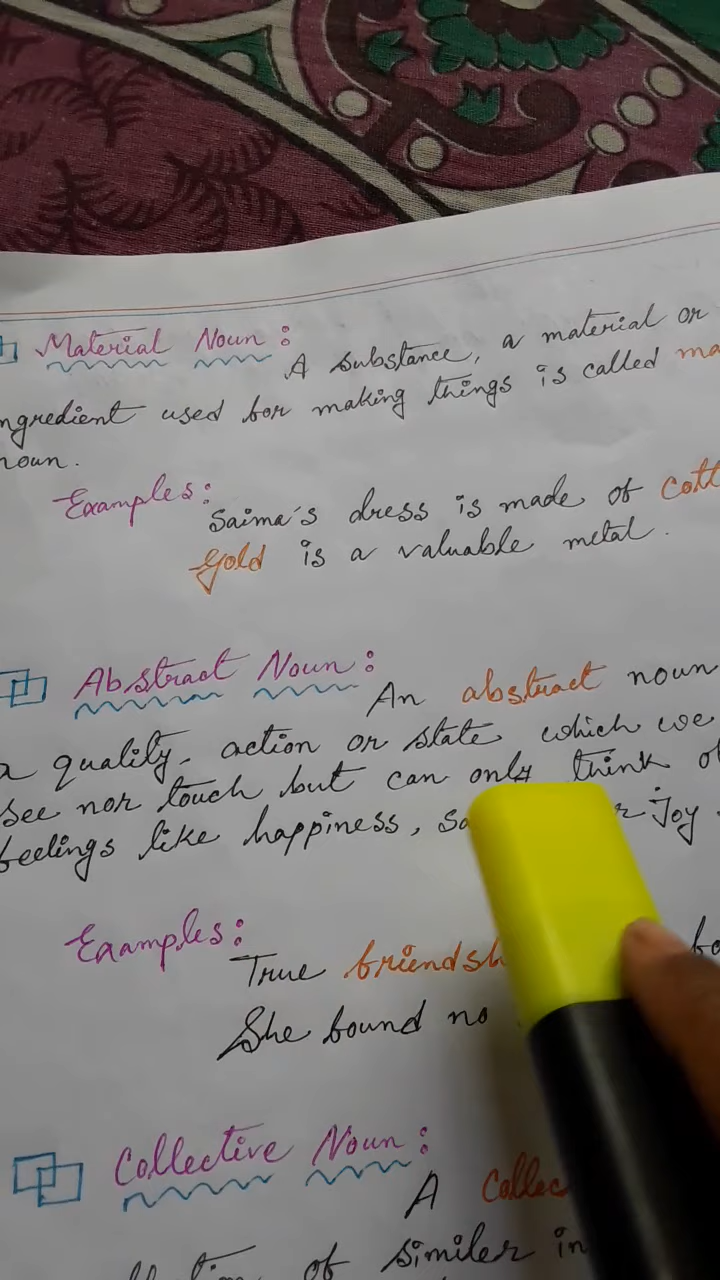 Material Noun:
A substance, a material or
ngredient used for making things is called ma
noun.
Examples:
Saima's dress is made of cott
Gold is a valuable metal.
Abstract Noun:
An abstract noun
a quality, action or state which we
see nor touch but can only think of
feelings like happiness, sa r Joy
Examples:
True friendsh bo
She found no
Collective Noun:
A Collec
of similer in